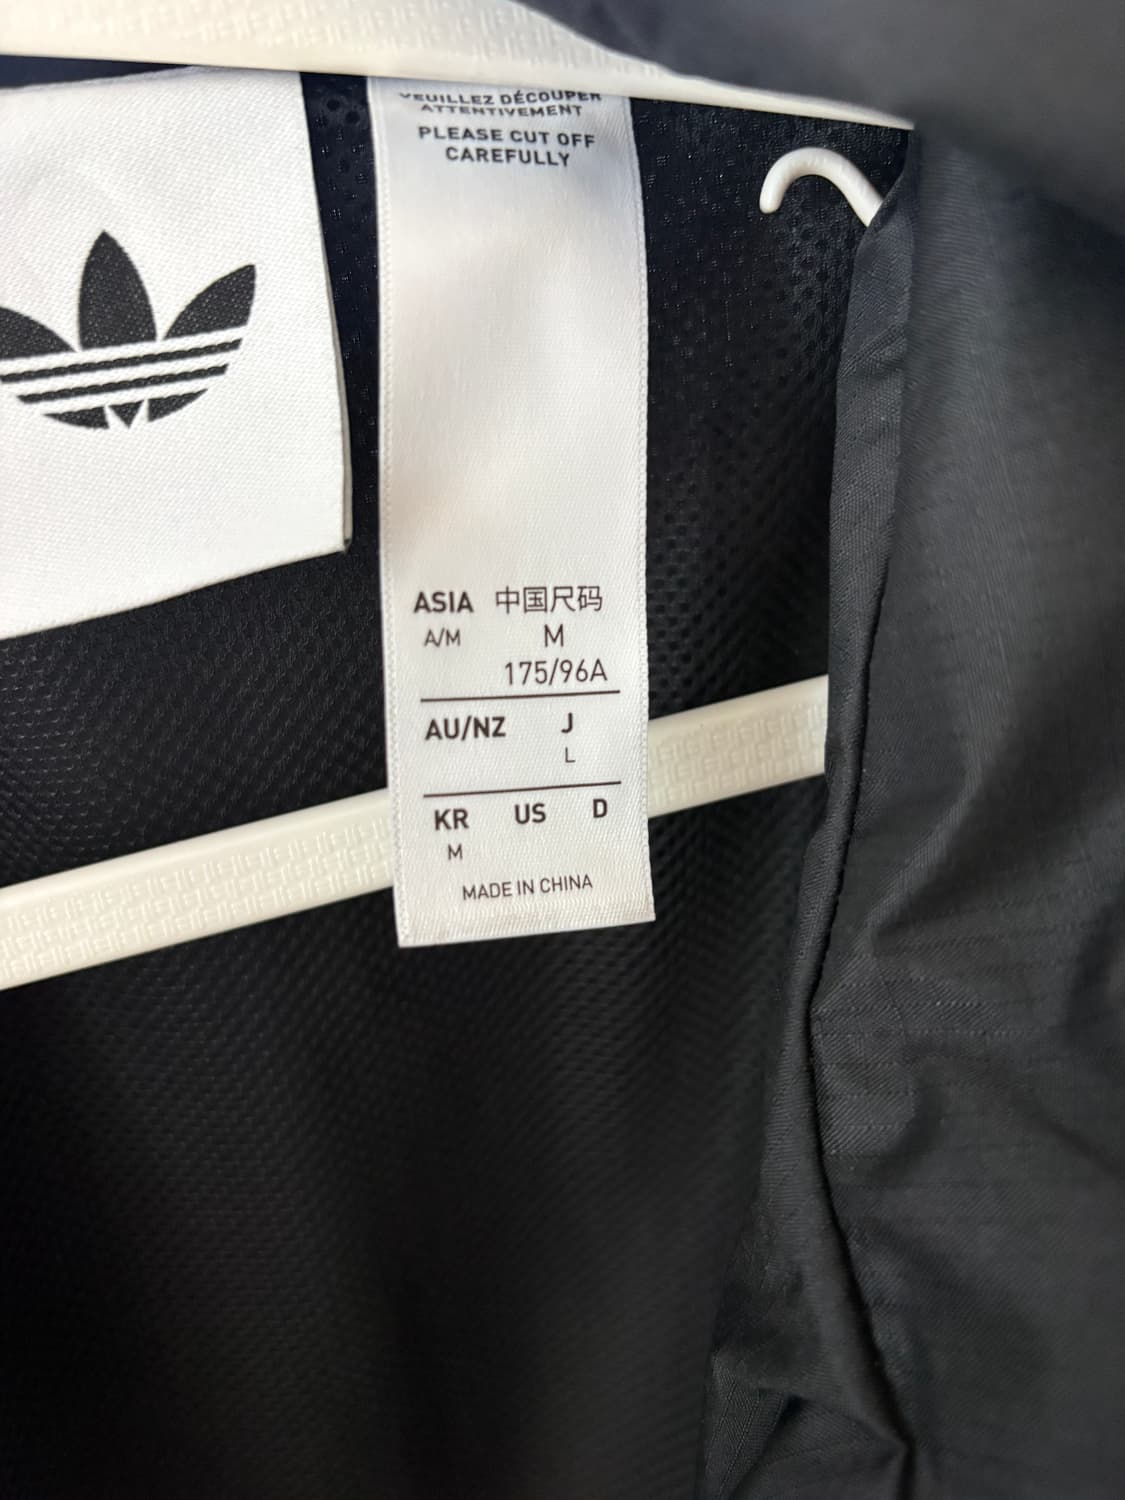 VEUILLEZ DÉCOUPER
ATTENTIVEMENT
PLEASE CUT OFF
CAREFULLY
ASIA 中国尺码
A/M M
175/96A
AU/NZ J
L
KR US D
M
MADE IN CHINA